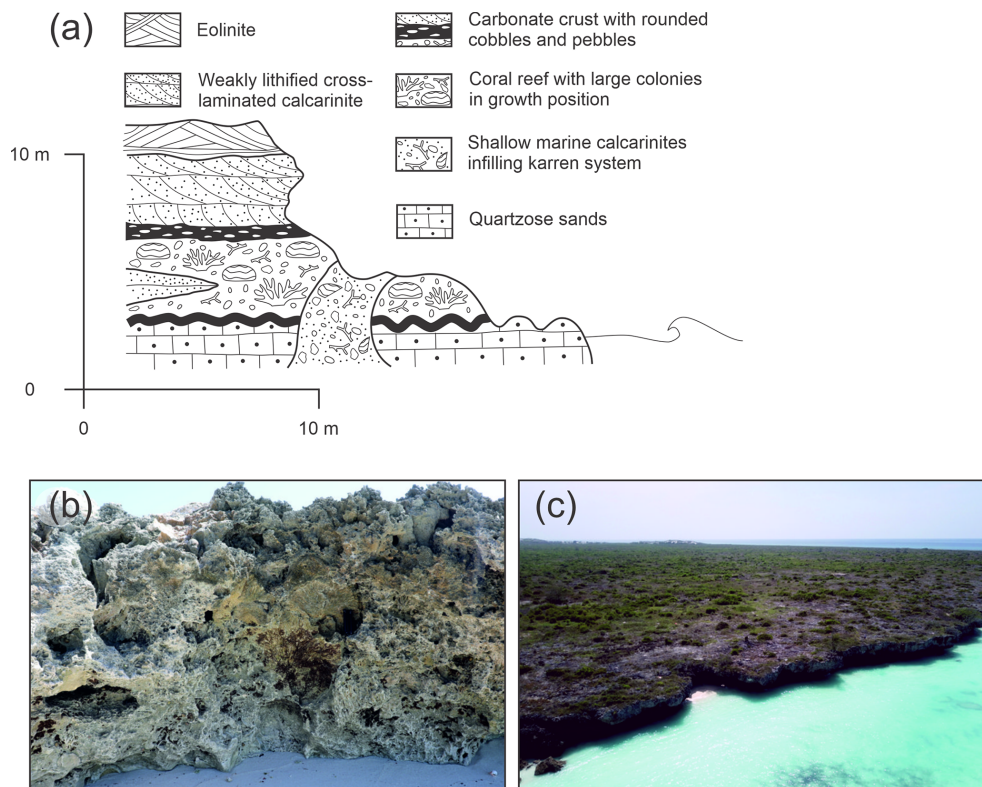 (a)
Eolinite
Weakly lithified cross-
laminated calcarinite
Carbonate crust with rounded
cobbles and pebbles
Coral reef with large colonies
in growth position
Shallow marine calcarinites
infilling karren system
Quartzose sands
10 m
0
0
10 m
(b)
(c)